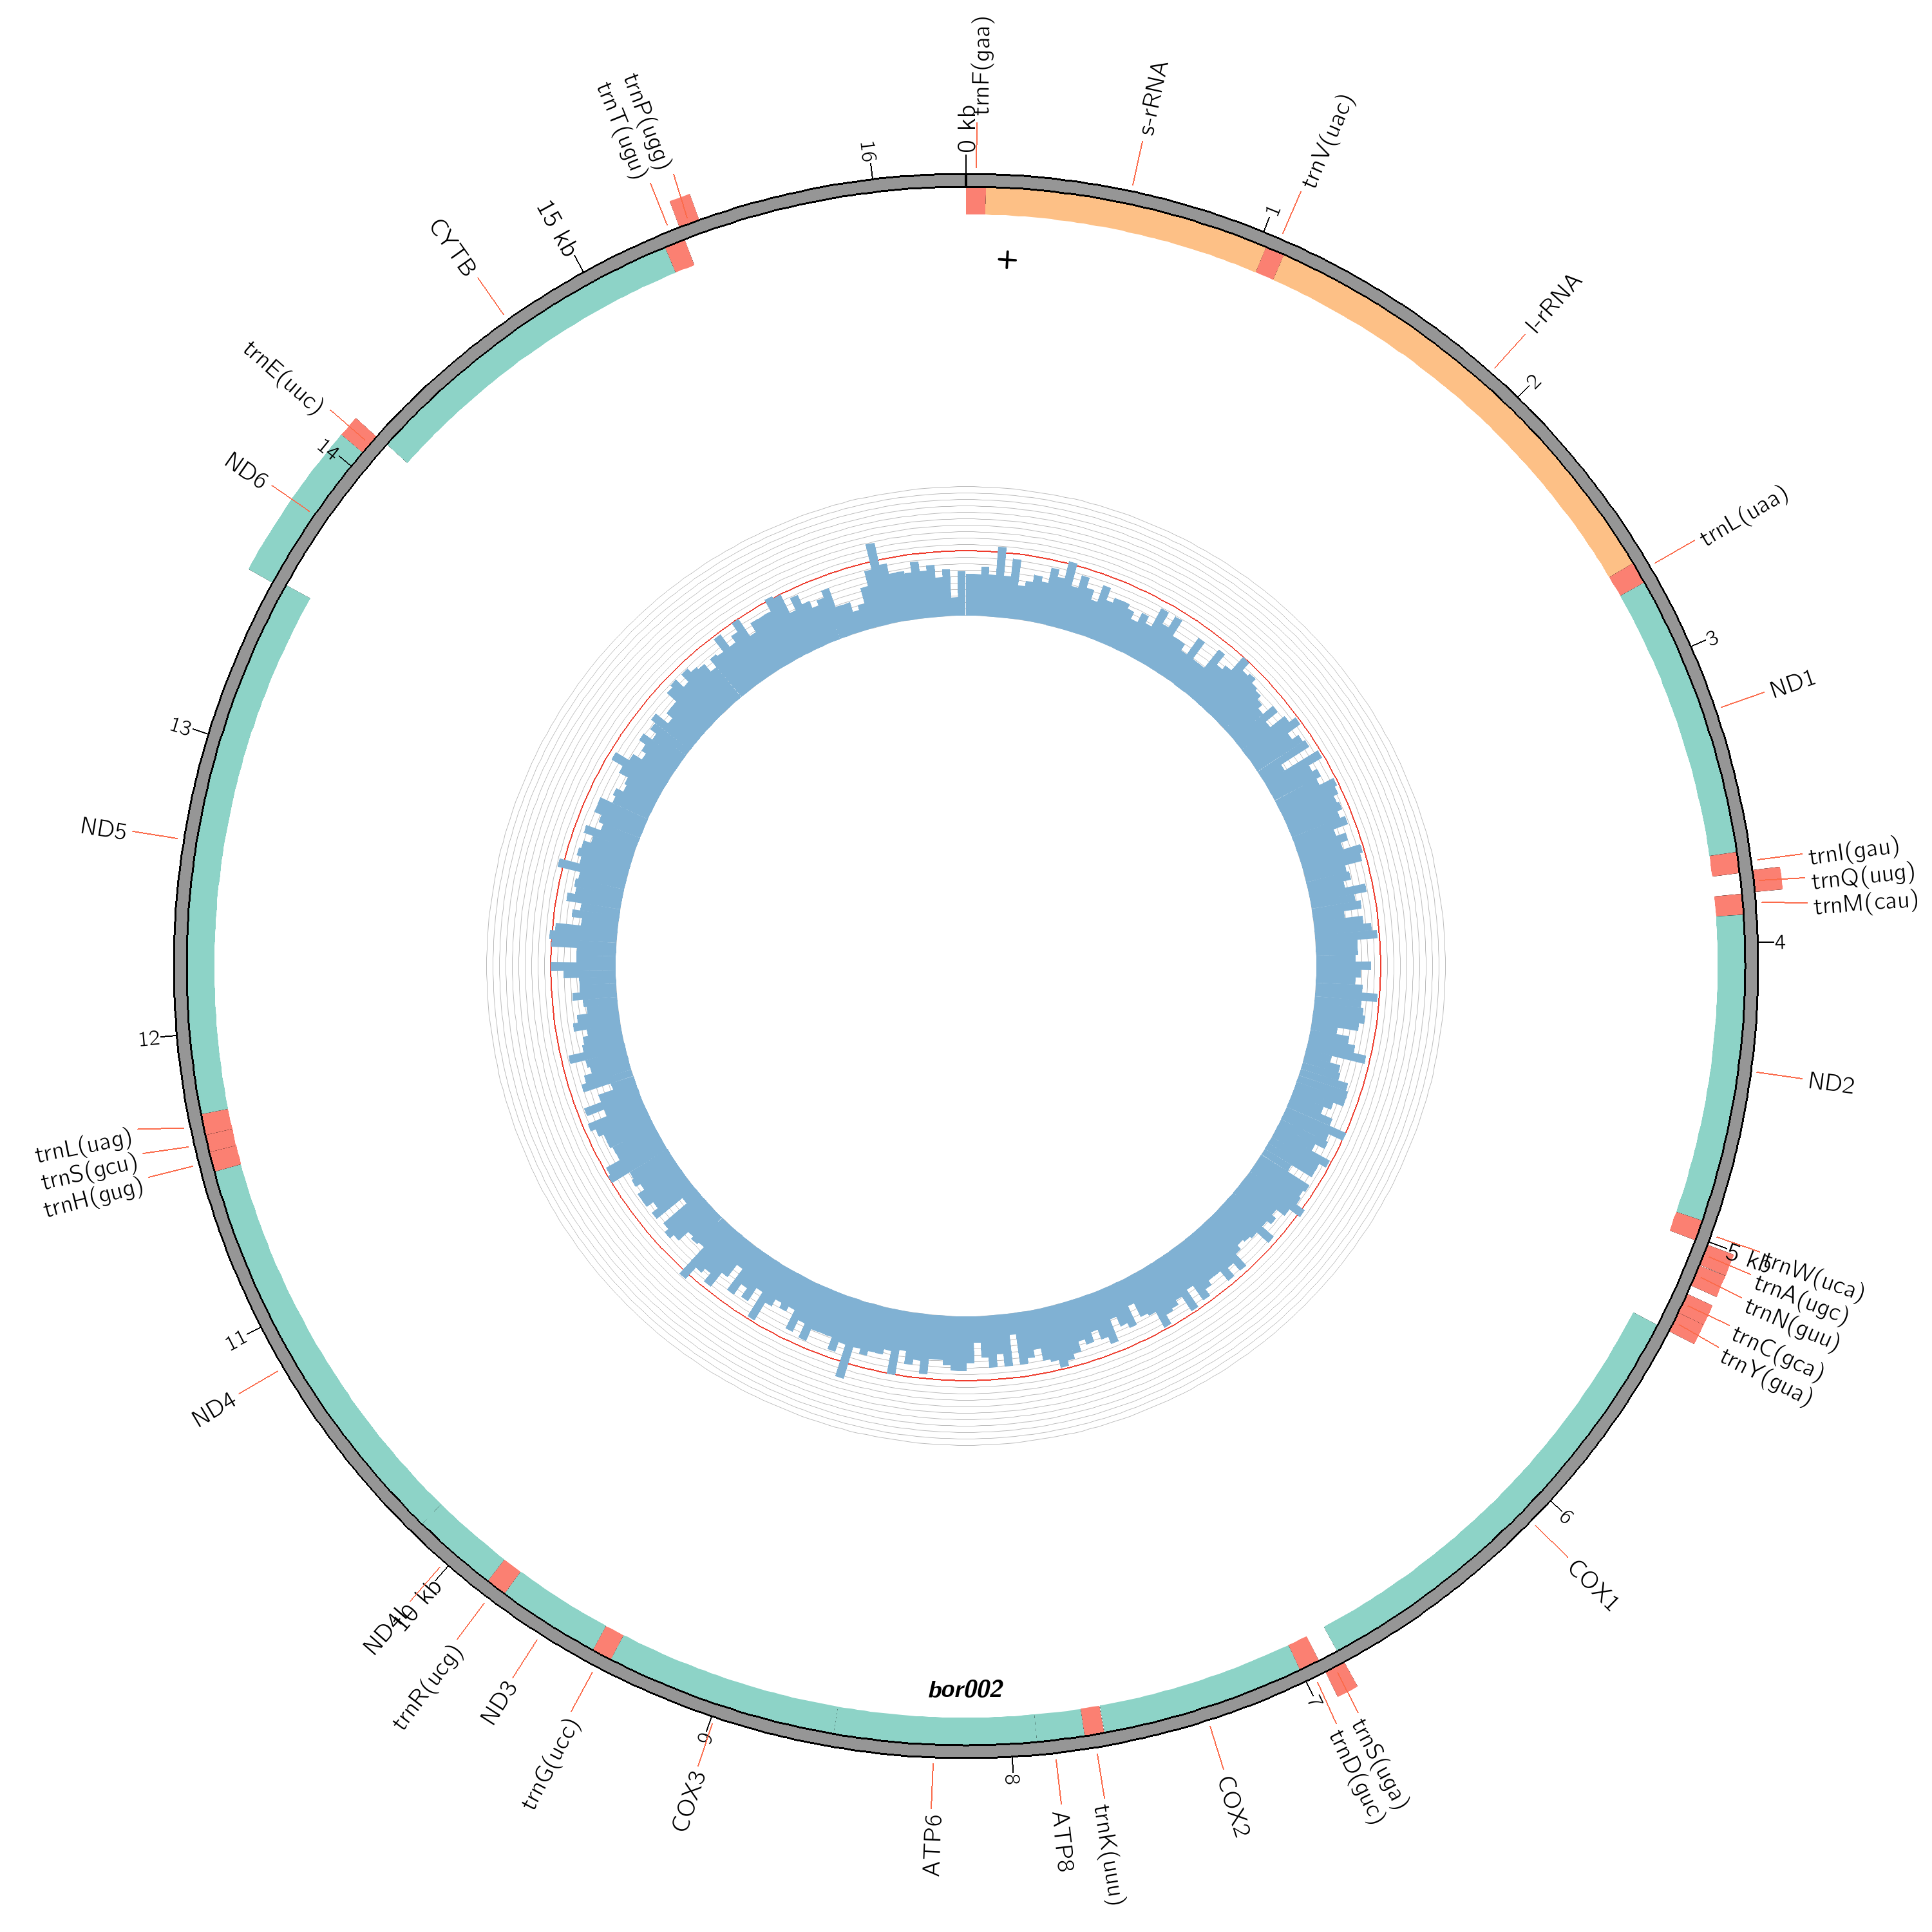 0 kb
trnF(gaa)
s-rRNA
1
trnV(uac)
l-rRNA
2
trnL(uaa)
3
ND1
trnI(gau)
trnQ(uug)
trnM(cau)
4
ND2
5 kb
trnW(uca)
trnA(ugc)
trnN(guu)
trnC(gca)
trnY(gua)
6
COX1
trnS(uga)
trnD(guc)
7
COX2
trnK(uuu)
ATP8
8
ATP6
COX3
9
trnG(ucc)
ND3
trnR(ucg)
ND4L
10 kb
ND4
11
trnH(gug)
trnS(gcu)
trnL(uag)
12
ND5
13
ND6
14
trnE(uuc)
CYTB
15 kb
trnT(ugu)
trnP(ugg)
16
+
bor002